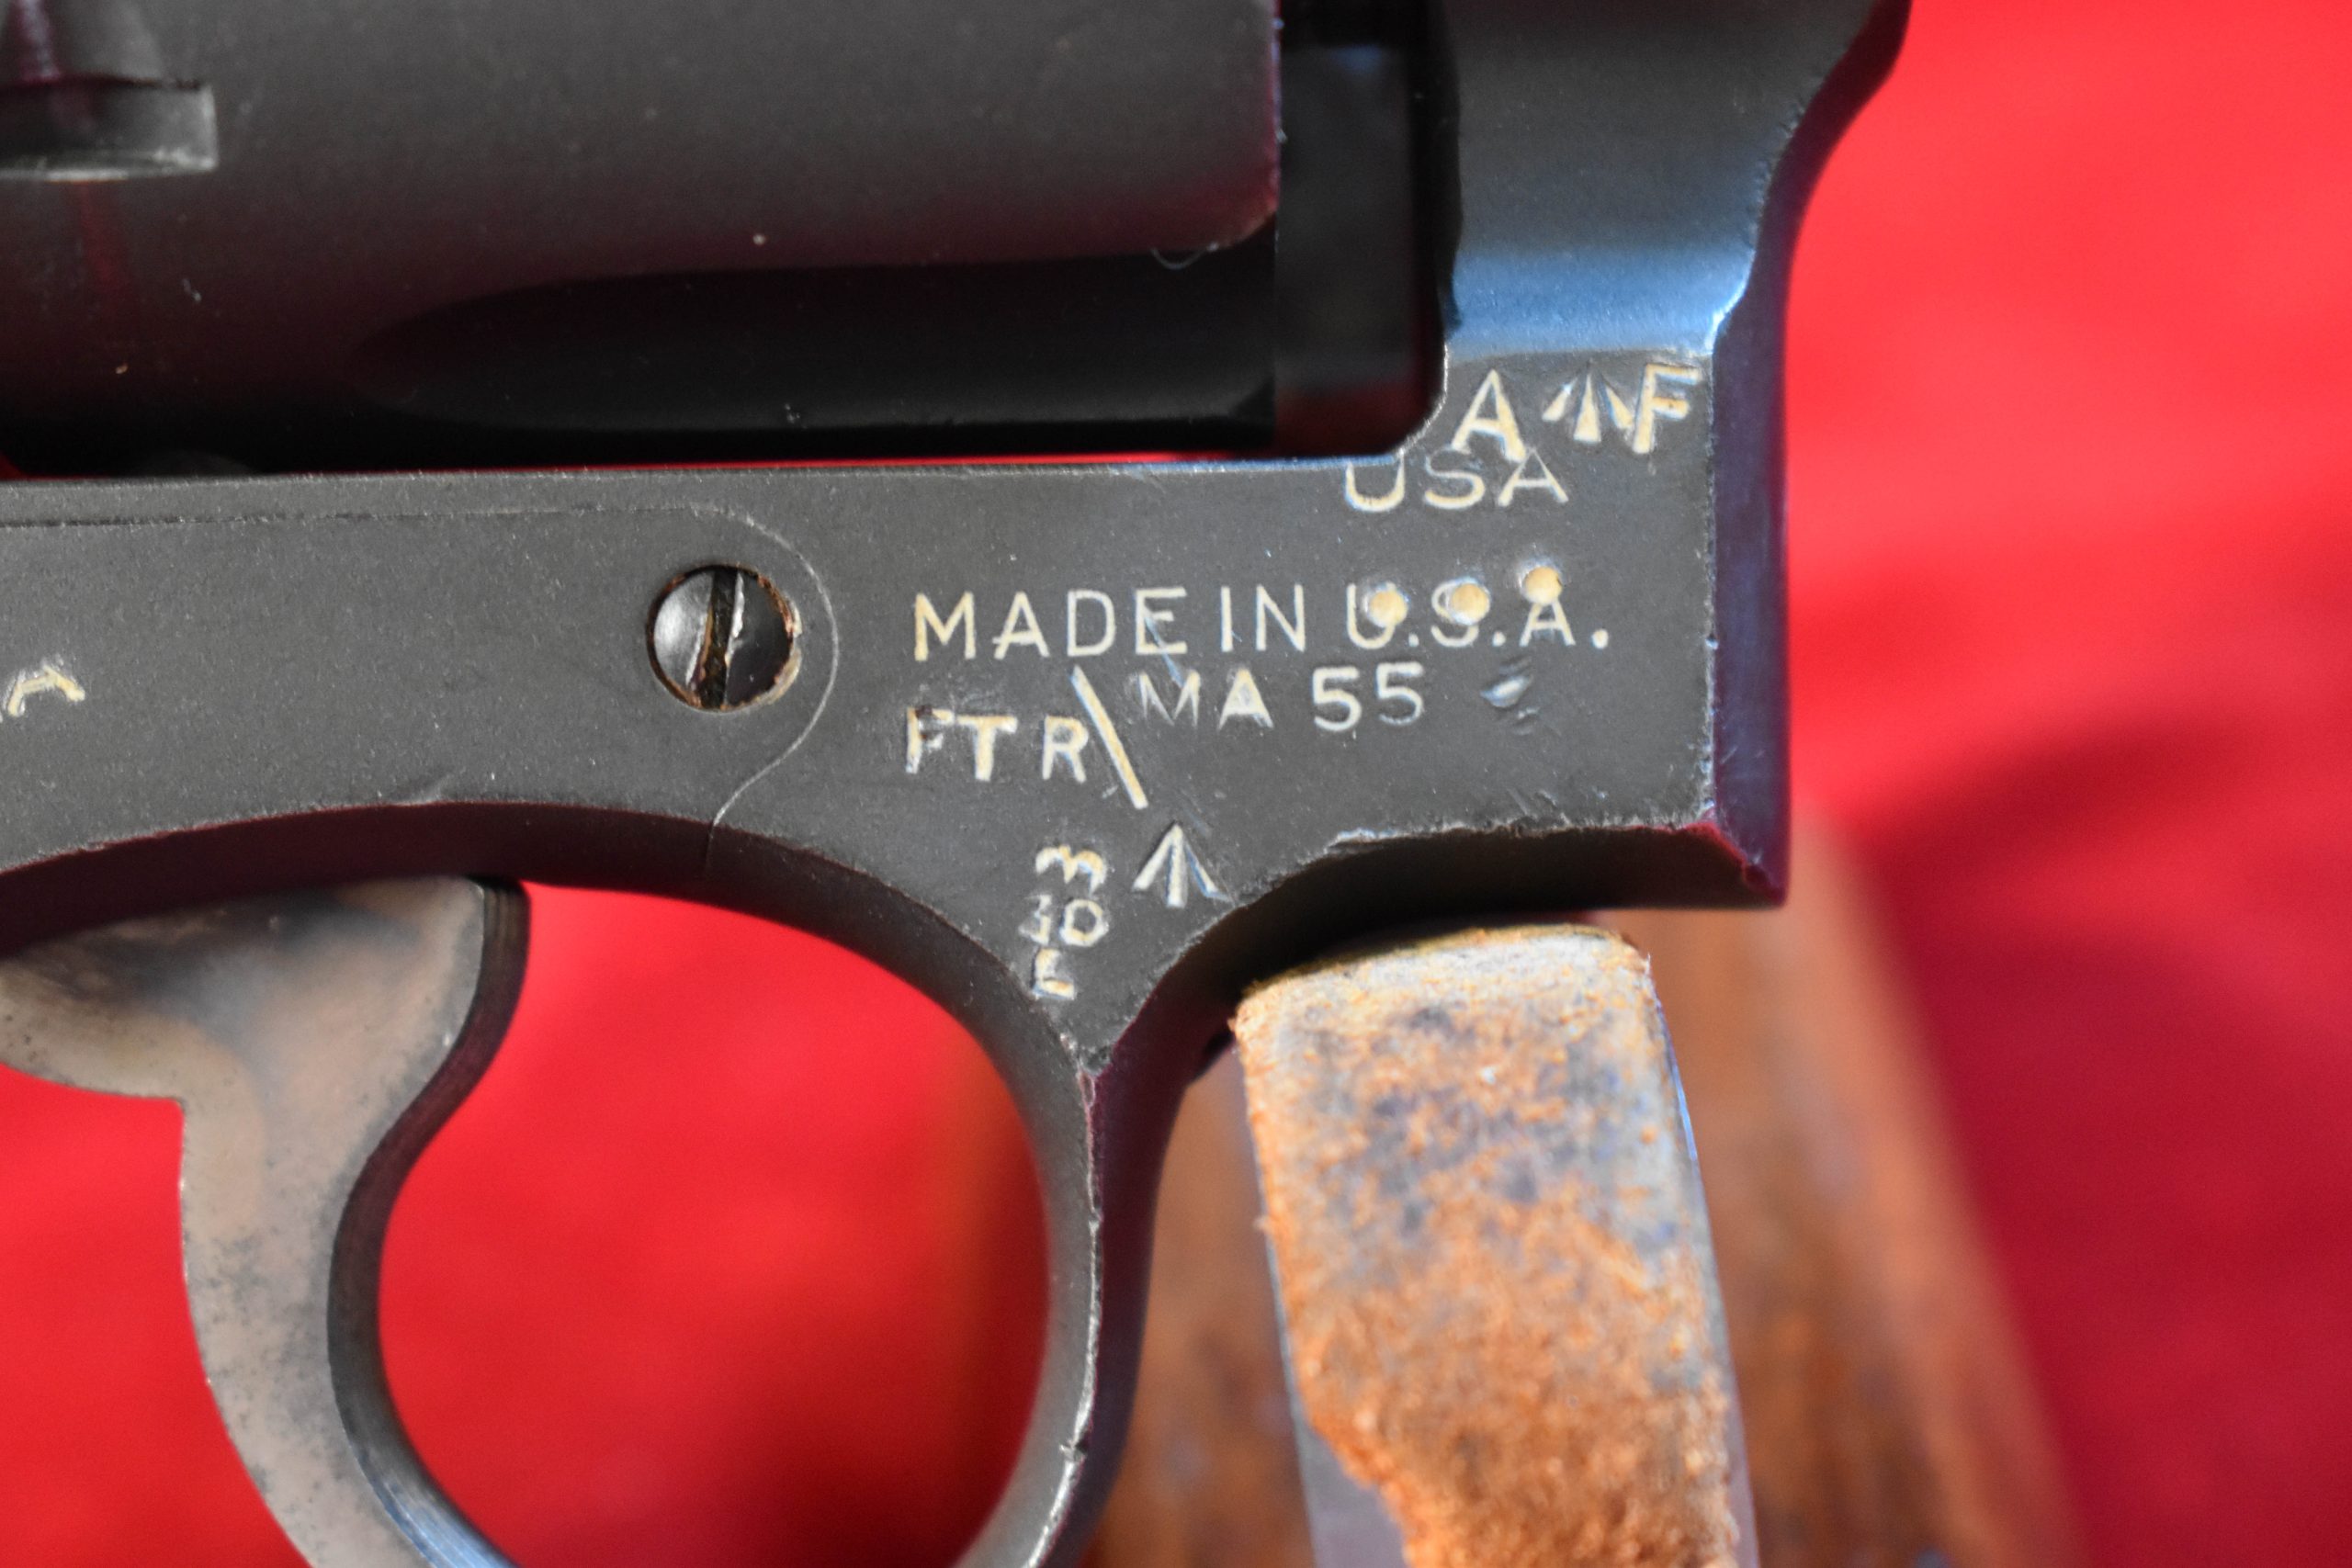 A F
USA
MADE IN U.S.A.
FTR\MA 55
A